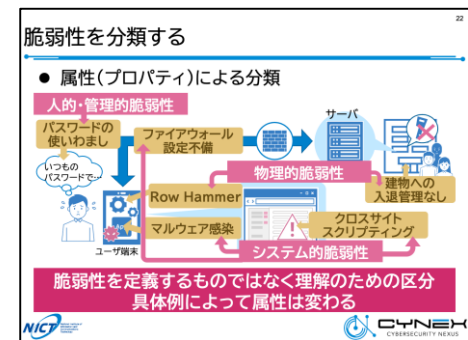 22
脆弱性を分類する
● 属性(プロパティ)による分類
人的・管理的脆弱性
パスワードの
使いわまし
ファイアウォール
設定不備
サーバ
いつもの
パスワードで…
物理的脆弱性
建物への
入退管理なし
Row Hammer
クロスサイト
スクリプティング
マルウェア感染
システム的脆弱性
ユーザ端末
脆弱性を定義するものではなく理解のための区分
具体例によって属性は変わる
NICT
CYNEX
CYBERSECURITY NEXUS